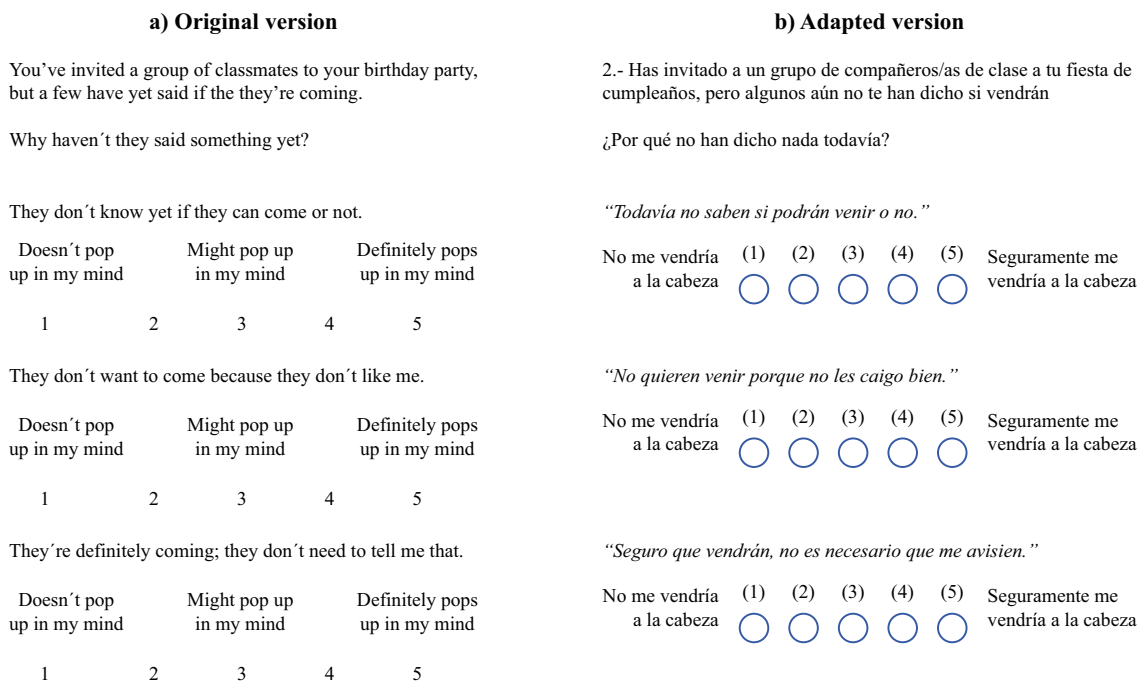 a) Original version
You’ve invited a group of classmates to your birthday party,
but a few have yet said if the they’re coming.
Why haven´t they said something yet?
They don´t know yet if they can come or not.
Doesn´t pop Might pop up Definitely pops
up in my mind in my mind up in my mind
1 2 3 4 5
They don´t want to come because they don´t like me.
Doesn´t pop Might pop up Definitely pops
up in my mind in my mind up in my mind
1 2 3 4 5
They´re definitely coming; they don´t need to tell me that.
Doesn´t pop Might pop up Definitely pops
up in my mind in my mind up in my mind
1 2 3 4 5
b) Adapted version
2.- Has invitado a un grupo de compañeros/as de clase a tu fiesta de
cumpleaños, pero algunos aún no te han dicho si vendrán
¿Por qué no han dicho nada todavía?
“Todavía no saben si podrán venir o no.”
No me vendría (1) (2) (3) (4) (5) Seguramente me
a la cabeza vendría a la cabeza
“No quieren venir porque no les caigo bien.”
No me vendría (1) (2) (3) (4) (5) Seguramente me
a la cabeza vendría a la cabeza
“Seguro que vendrán, no es necesario que me avisien.”
No me vendría (1) (2) (3) (4) (5) Seguramente me
a la cabeza vendría a la cabeza